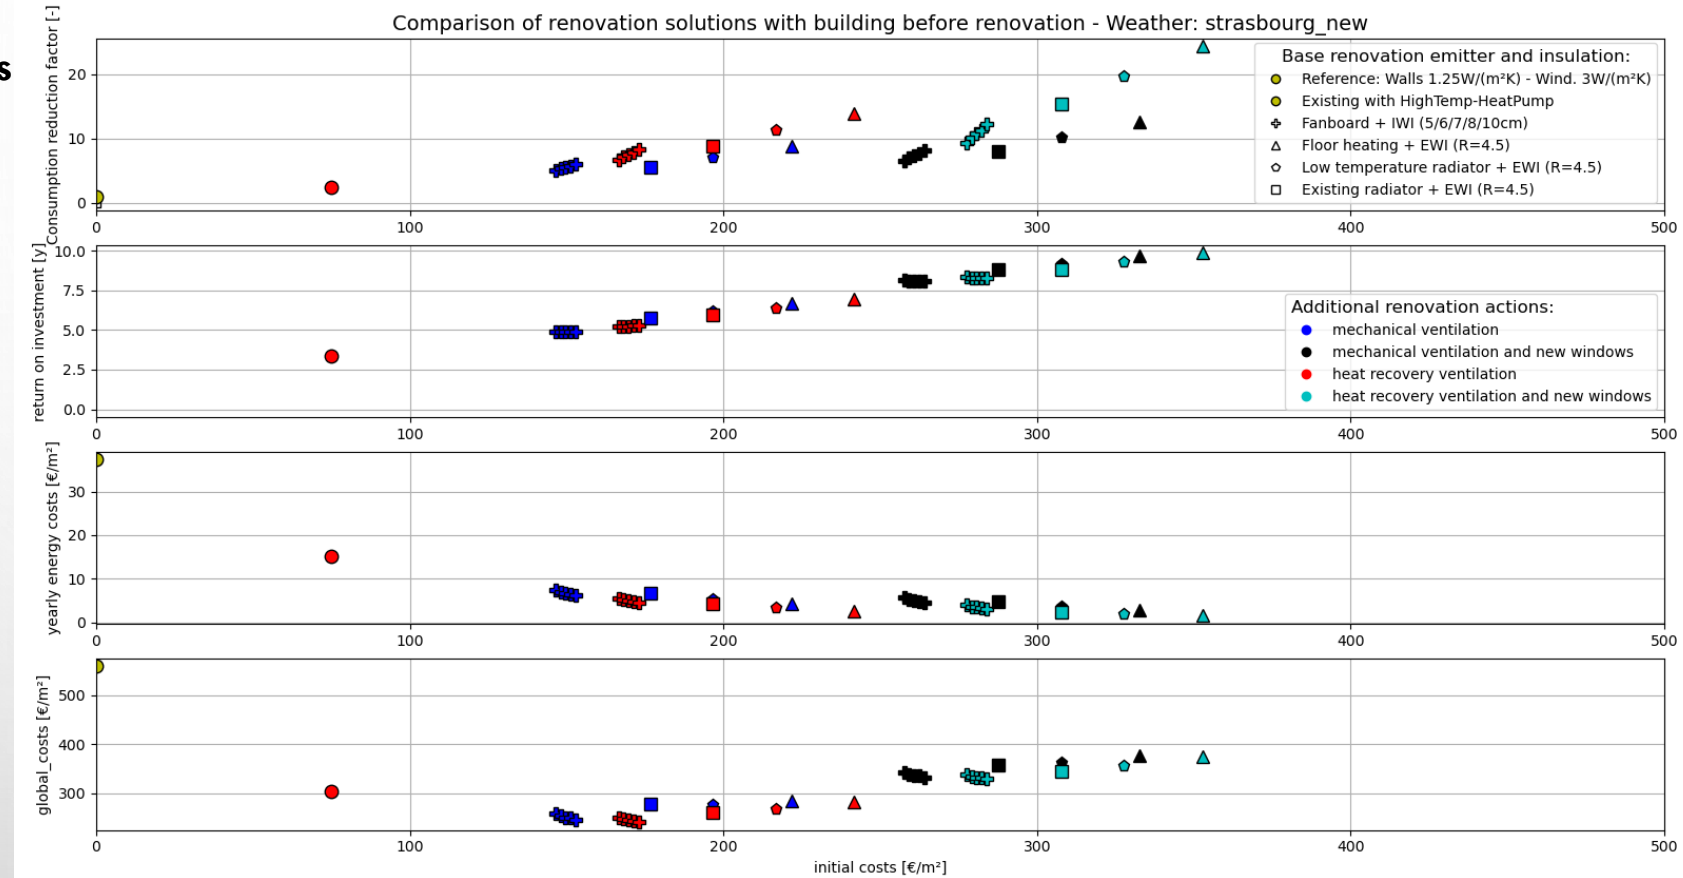 s
Comparison of renovation solutions with building before renovation - Weather: strasbourg_new
Consumption reduction factor [-]
20
10
0
0 100 200 300 400 500
Base renovation emitter and insulation:
Reference: Walls 1.25W/(m²K) - Wind. 3W/(m²K)
Existing with HighTemp-HeatPump
Fanboard + IWI (5/6/7/8/10cm)
Floor heating + EWI (R=4.5)
Low temperature radiator + EWI (R=4.5)
Existing radiator + EWI (R=4.5)
return on investment [y]
10.0
7.5
5.0
2.5
0.0
0 100 200 300 400 500
Additional renovation actions:
mechanical ventilation
mechanical ventilation and new windows
heat recovery ventilation
heat recovery ventilation and new windows
yearly energy costs [€/m²]
30
20
10
0
0 100 200 300 400 500
global_costs [€/m²]
500
400
300
0 100 200 300 400 500
initial costs [€/m²]